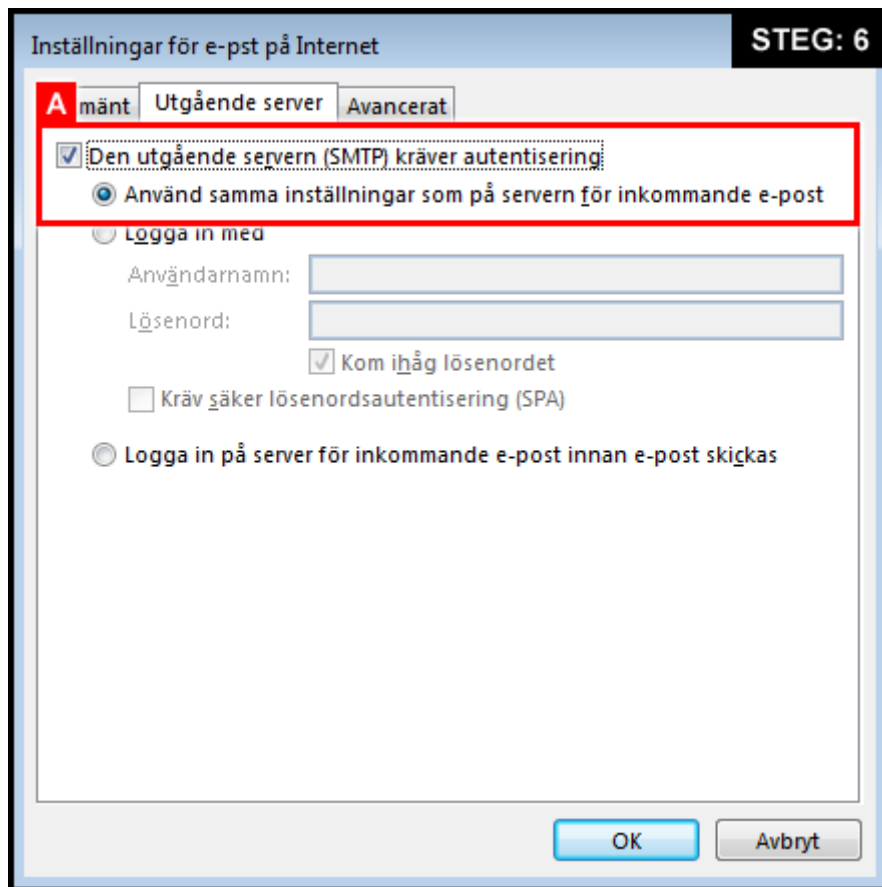 Inställningar för e-pst på Internet
STEG: 6
A mänt Utgående server Avancerat
Den utgående servern (SMTP) kräver autentisering
Använd samma inställningar som på servern för inkommande e-post
Logga in med
Användarnamn:
Lösenord:
Kom ihåg lösenordet
Kräv säker lösenordsautentisering (SPA)
Logga in på server för inkommande e-post innan e-post skickas
OK Avbryt